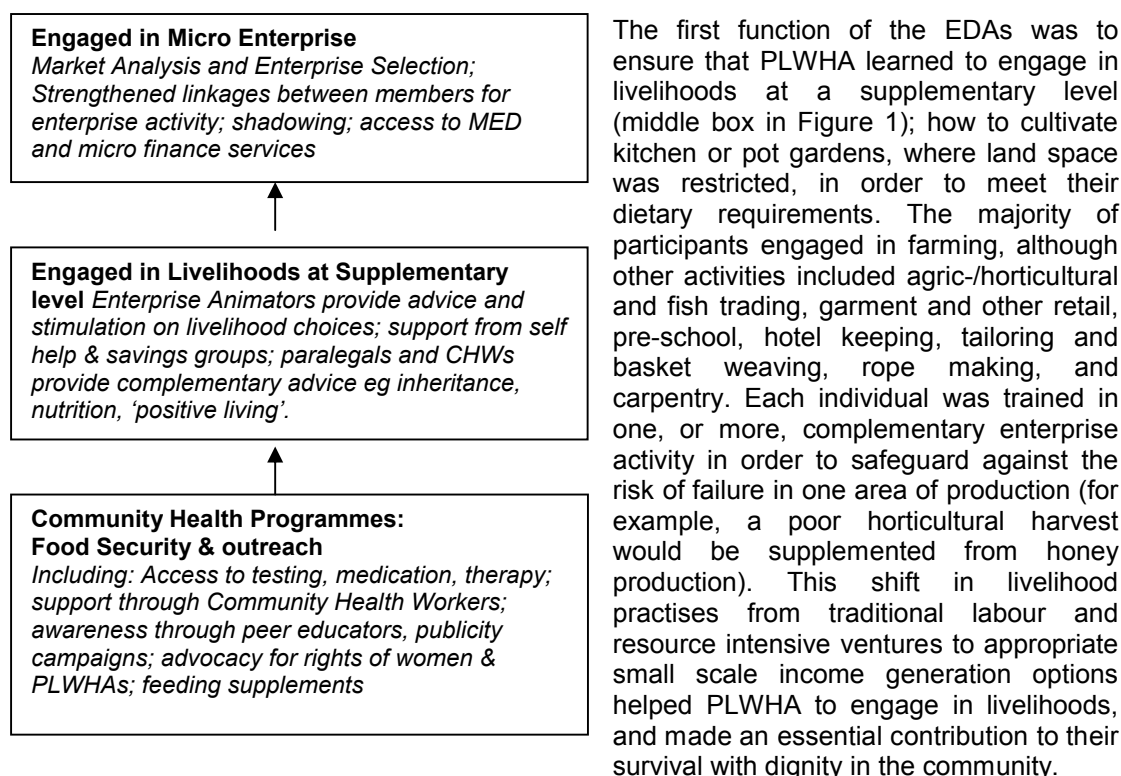 Engaged in Micro Enterprise
Market Analysis and Enterprise Selection;
Strengthened linkages between members for
enterprise activity; shadowing; access to MED
and micro finance services
Engaged in Livelihoods at Supplementary
level Enterprise Animators provide advice and
stimulation on livelihood choices; support from self
help & savings groups; paralegals and CHWs
provide complementary advice eg inheritance,
nutrition, ‘positive living’.
Community Health Programmes:
Food Security & outreach
Including: Access to testing, medication, therapy;
support through Community Health Workers;
awareness through peer educators, publicity
campaigns; advocacy for rights of women &
PLWHAs; feeding supplements
The first function of the EDAs was to
ensure that PLWHA learned to engage in
livelihoods at a supplementary level
(middle box in Figure 1); how to cultivate
kitchen or pot gardens, where land space
was restricted, in order to meet their
dietary requirements. The majority of
participants engaged in farming, although
other activities included agric-/horticultural
and fish trading, garment and other retail,
pre-school, hotel keeping, tailoring and
basket weaving, rope making, and
carpentry. Each individual was trained in
one, or more, complementary enterprise
activity in order to safeguard against the
risk of failure in one area of production (for
example, a poor horticultural harvest
would be supplemented from honey
production). This shift in livelihood
practises from traditional labour and
resource intensive ventures to appropriate
small scale income generation options
helped PLWHA to engage in livelihoods,
and made an essential contribution to their
survival with dignity in the community.